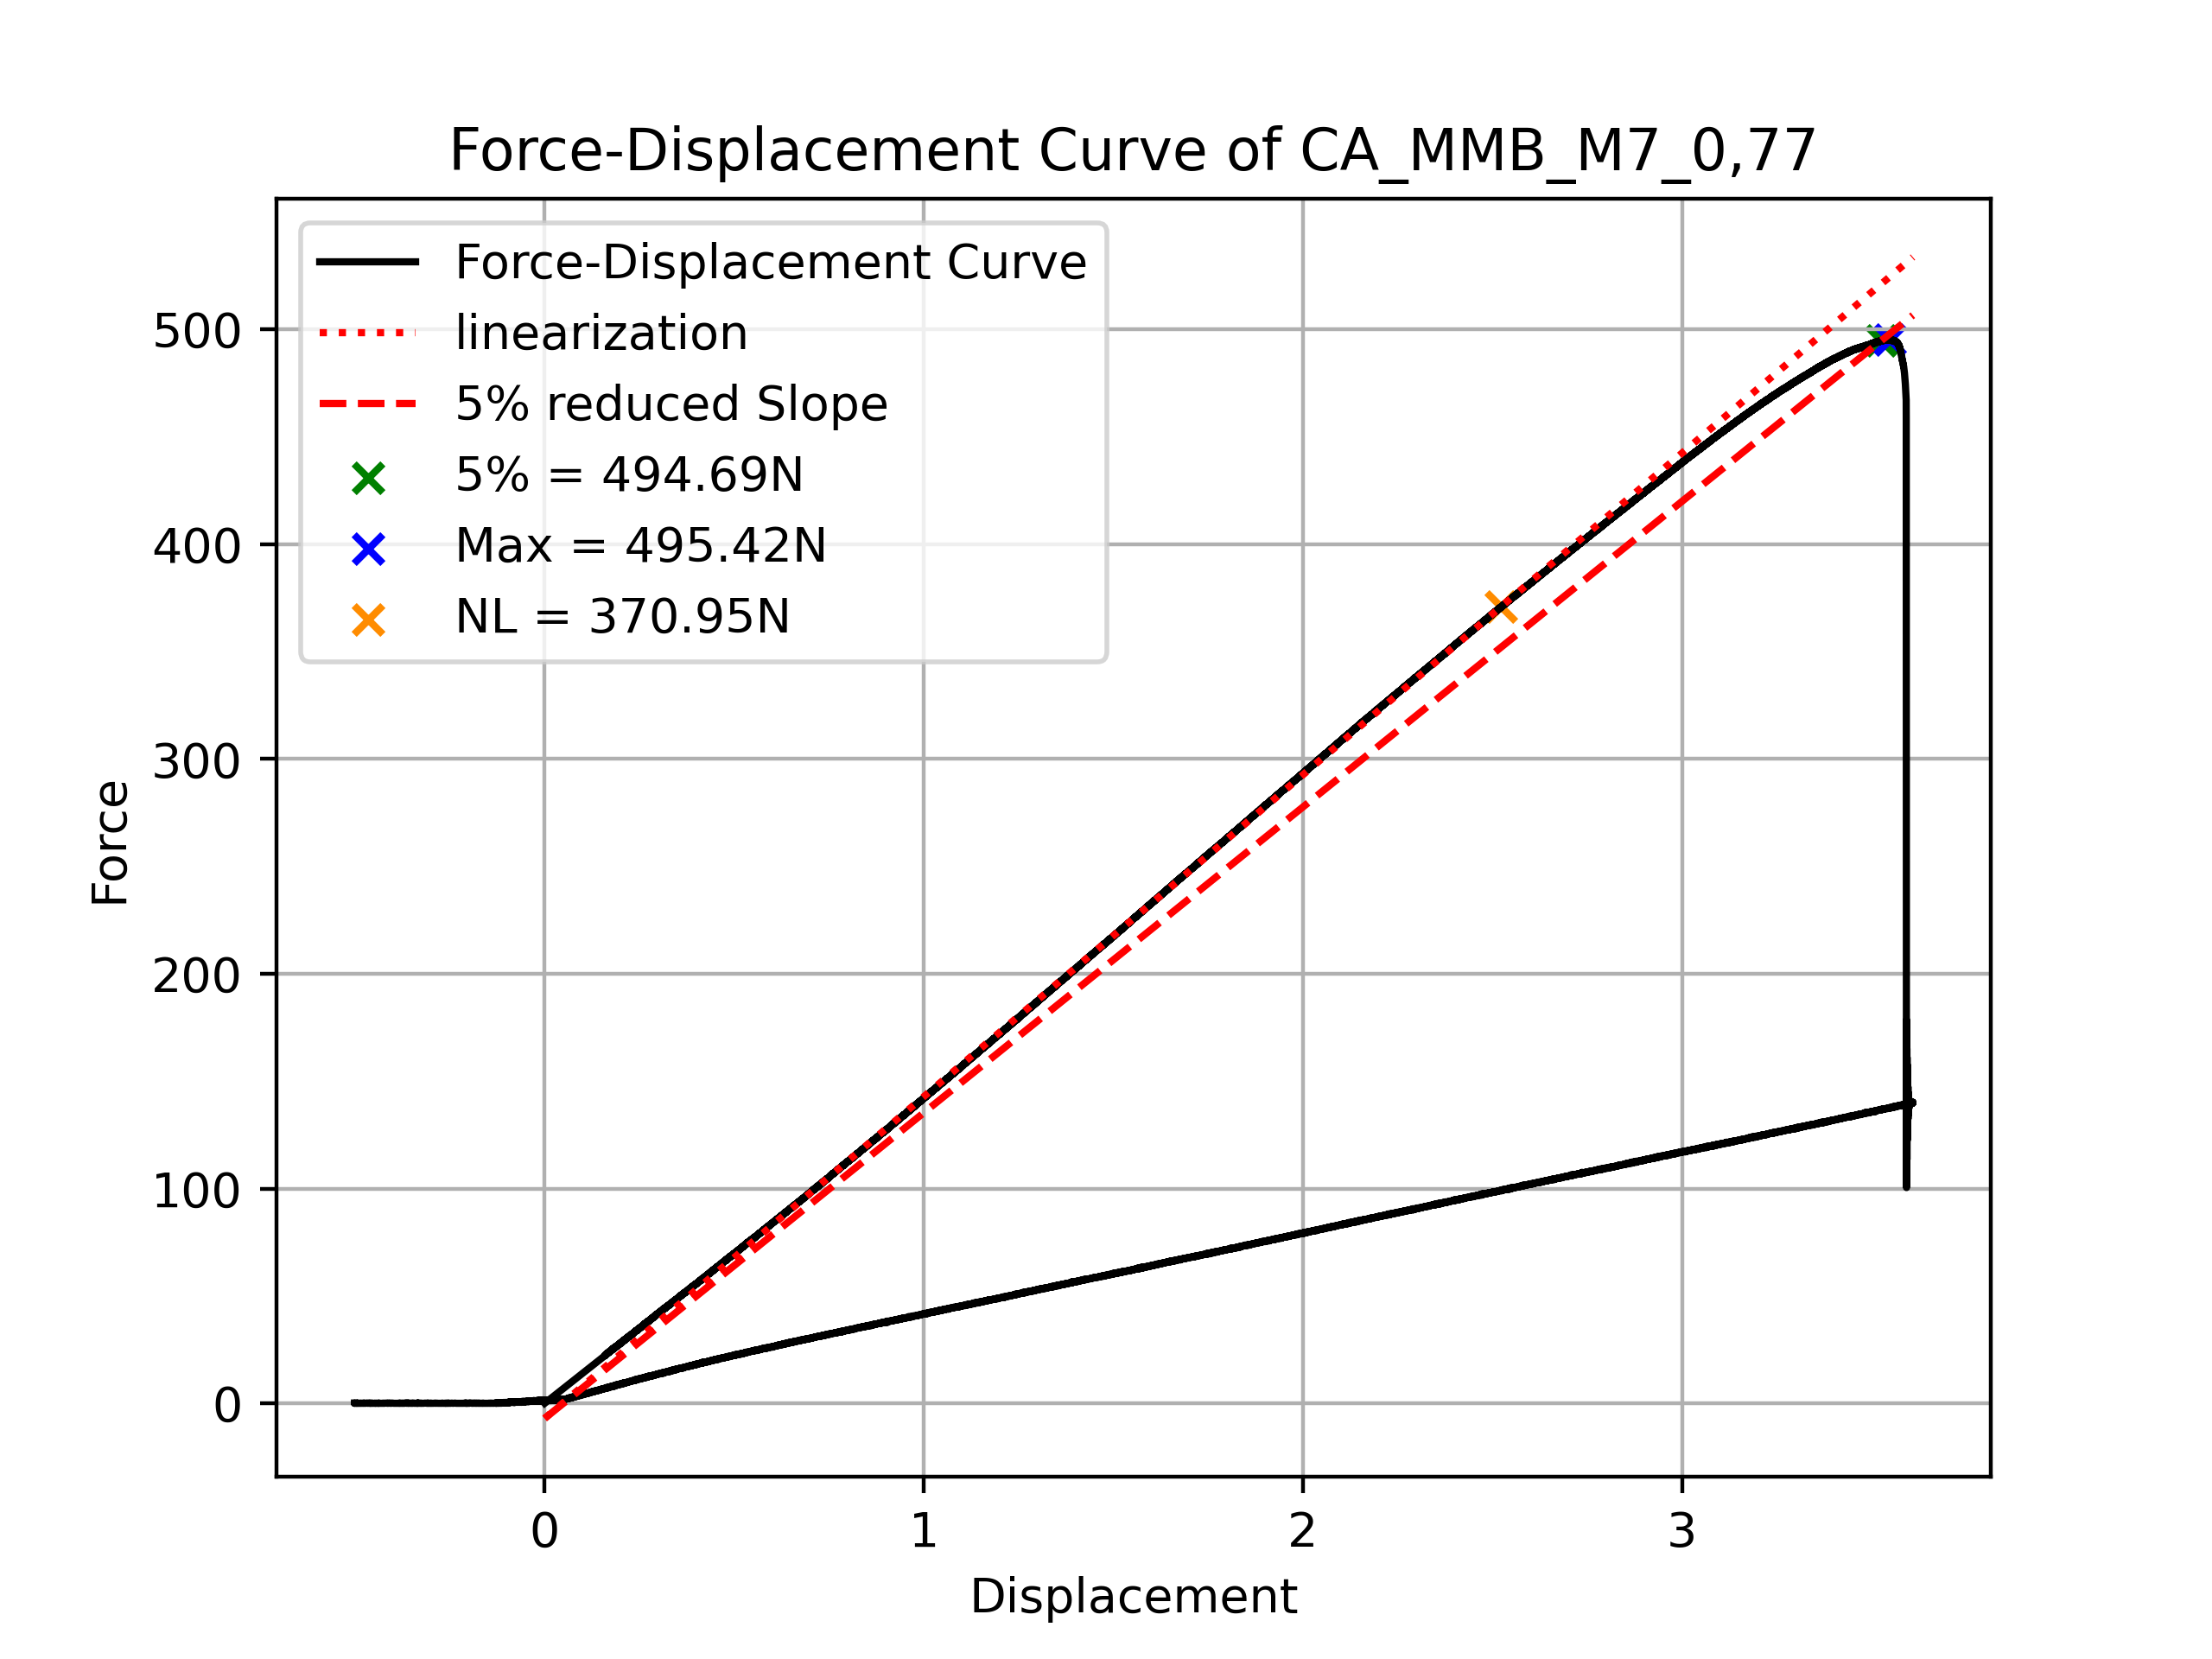 Force-Displacement Curve of CA_MMB_M7_0,77
Force-Displacement Curve
linearization
5% reduced Slope
5% = 494.69N
Max = 495.42N
NL = 370.95N
500
400
300
200
100
0
Force
0 1 2 3
Displacement